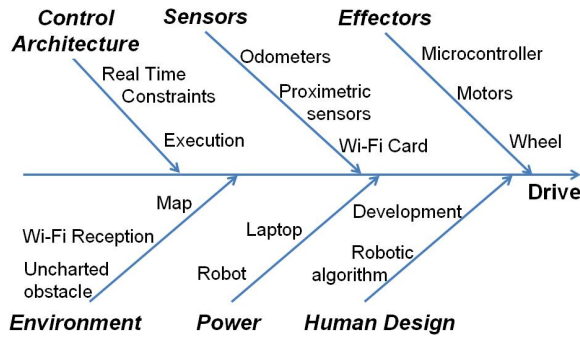 Control
Architecture
Sensors
Effectors
Real Time
Constraints
Execution
Odometers
Proximetric
sensors
Wi-Fi Card
Microcontroller
Motors
Wheel
Drive
Map
Wi-Fi Reception
Uncharted
obstacle
Laptop
Robot
Development
Robotic
algorithm
Environment
Power
Human Design